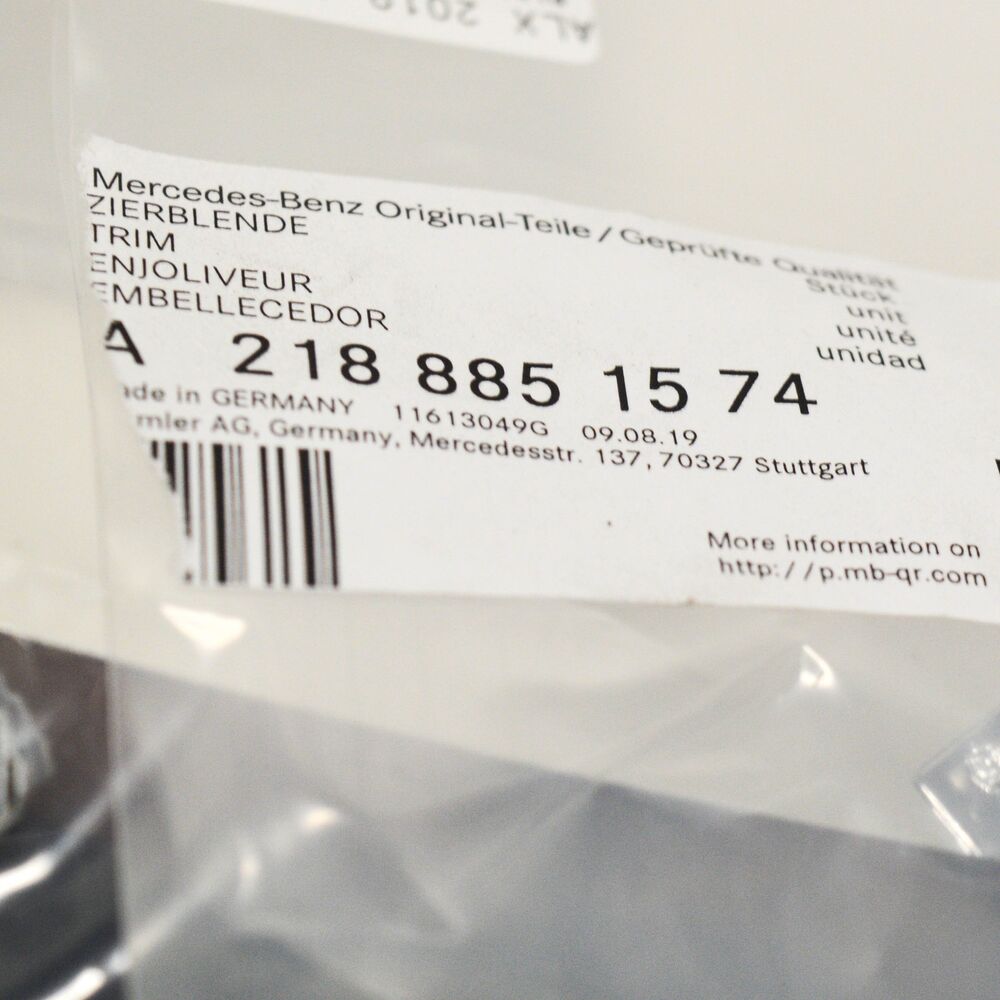 ALX 2019
Mercedes-Benz Original-Teile / Geprüfte Qualität
ZIERBLENDE
Stück
TRIM
unit
ENJOLIVEUR
unité
EMBELLECEDOR
unidad
A 218 885 15 74
ade in GERMANY 11613049G 09.08.19
mler AG, Germany, Mercedesstr. 137, 70327 Stuttgart
More information on
http://p.mb-qr.com